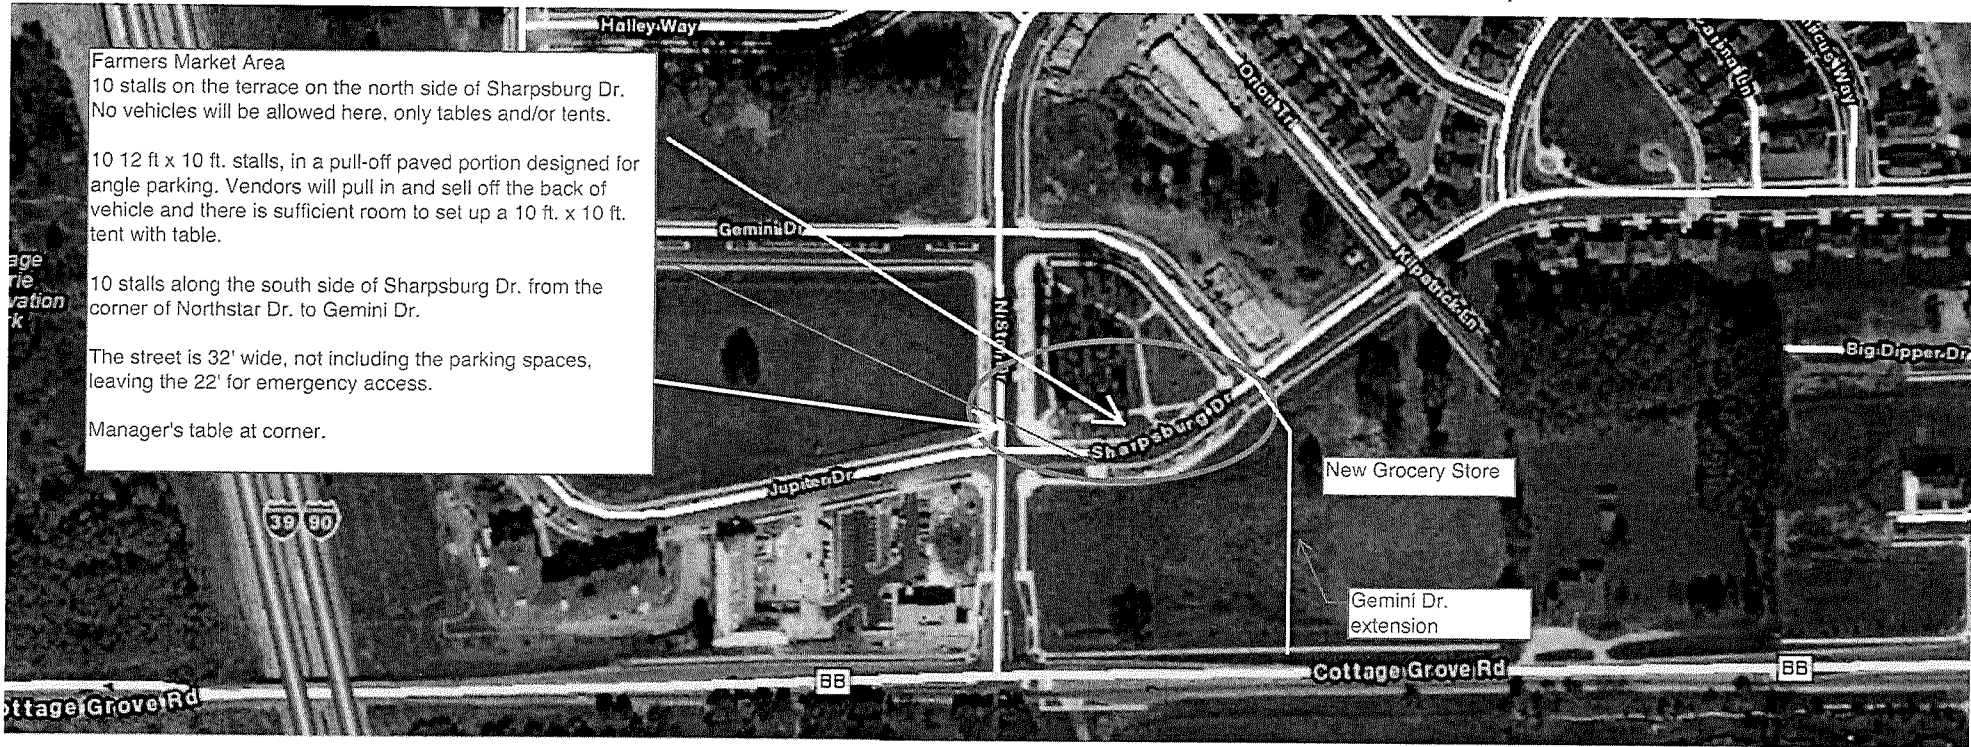 Halley Way
Farmers Market Area
10 stalls on the terrace on the north side of Sharpsburg Dr.
No vehicles will be allowed here, only tables and/or tents.
10 12 ft x 10 ft. stalls, in a pull-off paved portion designed for
angle parking. Vendors will pull in and sell off the back of
vehicle and there is sufficient room to set up a 10 ft. x 10 ft.
tent with table.
10 stalls along the south side of Sharpsburg Dr. from the
corner of Northstar Dr. to Gemini Dr.
The street is 32' wide, not including the parking spaces,
leaving the 22' for emergency access.
Manager's table at corner.
Orion Tr
Gemini Dr
Kilpatrick Ln
Big Dipper Dr
Sharpsburg Dr
Jupiter Dr
New Grocery Store
39 90
Gemini Dr.
extension
Cottage Grove Rd
BB
BB
ottage Grove Rd
age
rie
vation
rk